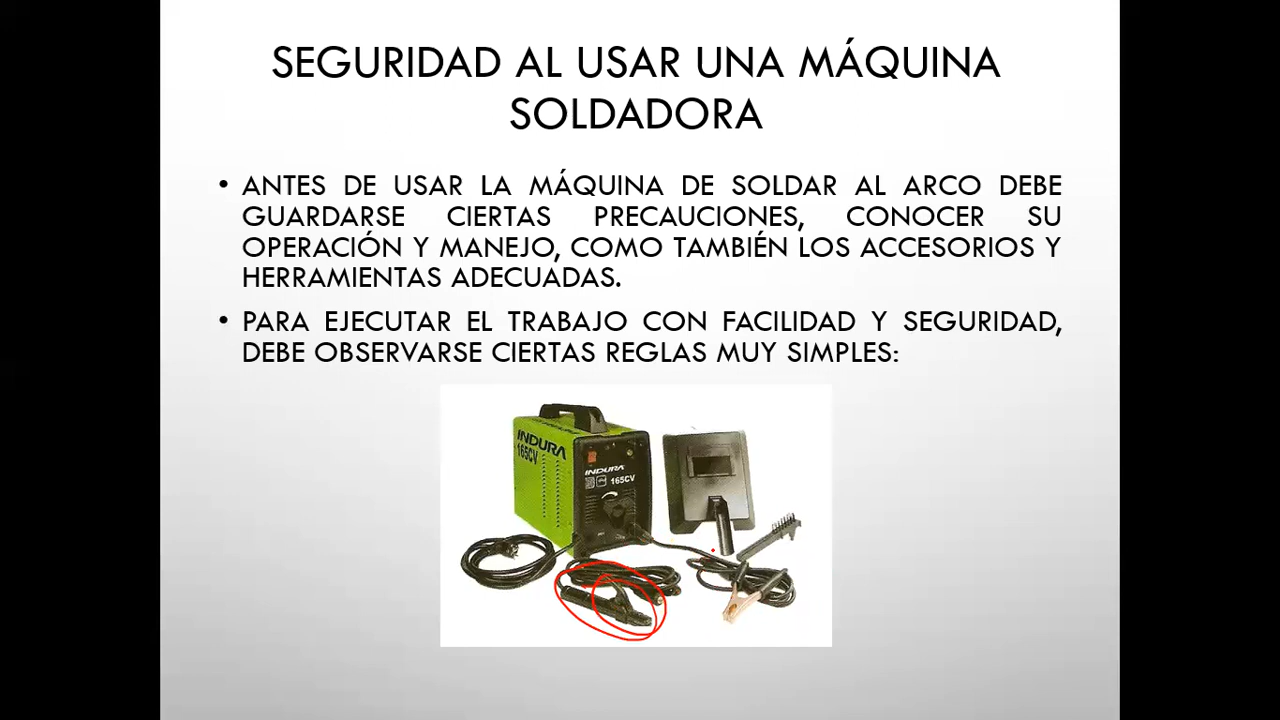 SEGURIDAD AL USAR UNA MÁQUINA
SOLDADORA
• ANTES DE USAR LA MÁQUINA DE SOLDAR AL ARCO DEBE
GUARDARSE CIERTAS PRECAUCIONES, CONOCER SU
OPERACIÓN Y MANEJO, COMO TAMBIÉN LOS ACCESORIOS Y
HERRAMIENTAS ADECUADAS.
• PARA EJECUTAR EL TRABAJO CON FACILIDAD Y SEGURIDAD,
DEBE OBSERVARSE CIERTAS REGLAS MUY SIMPLES:
INDURA
165CV
INDURA
165CV